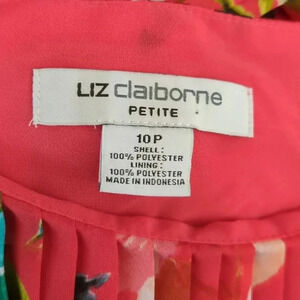 LIZ claiborne
PETITE
10P
SHELL:
100% POLYESTER
LINING:
100% POLYESTER
MADE IN INDONESIA